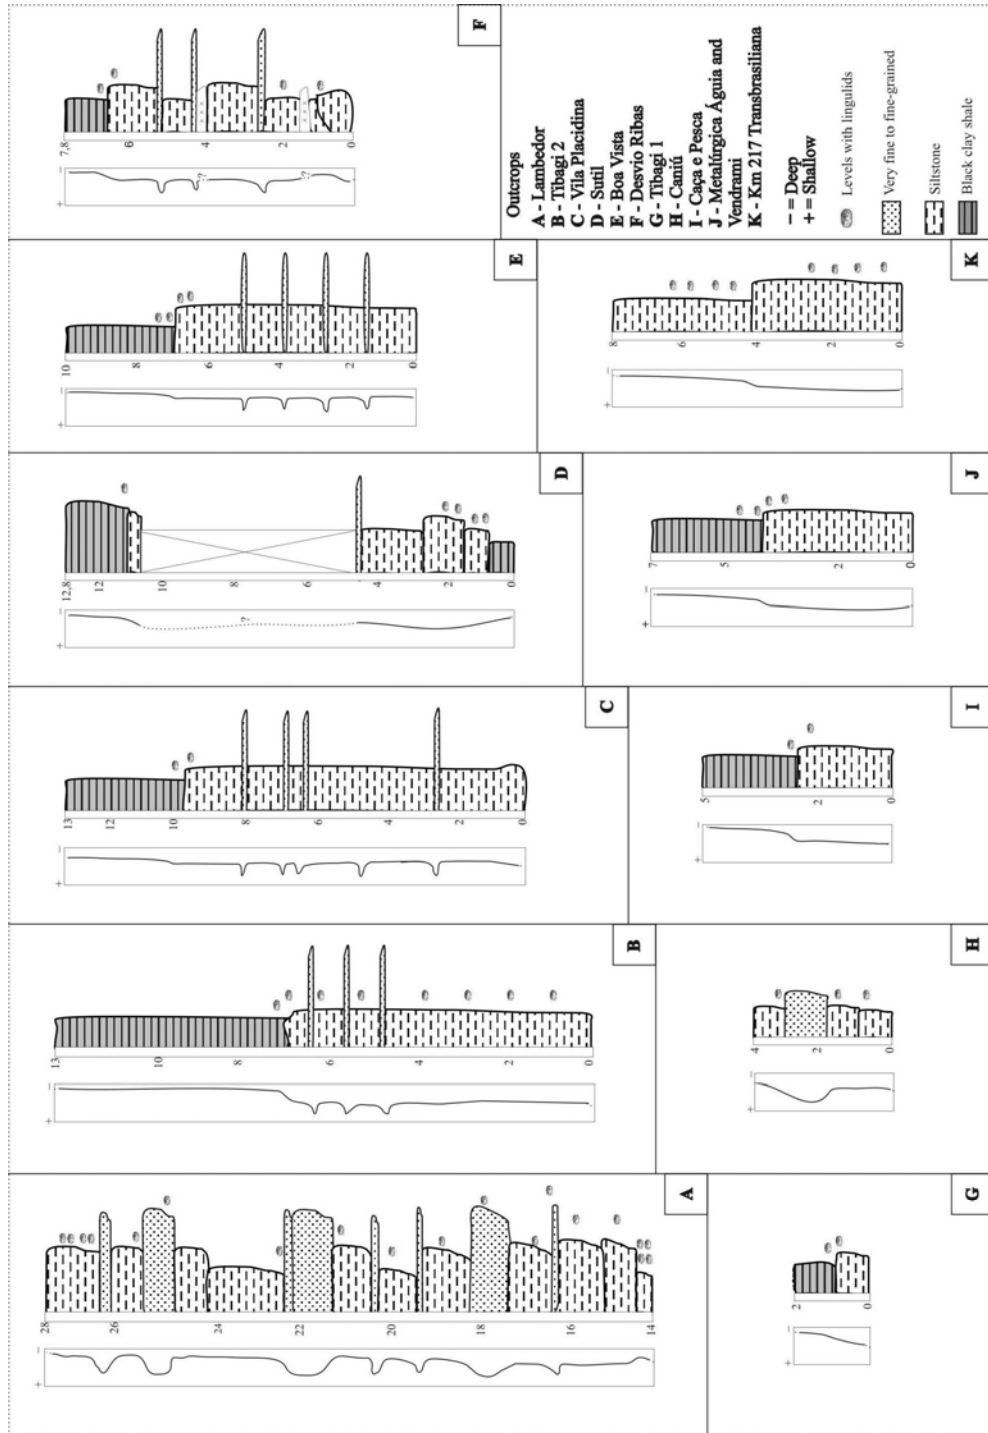 F
7,8
6
4
2
0
+
−
?
?
E
10
8
6
4
2
0
+
−
D
12,8
12
10
8
6
4
2
0
+
−
?
C
13
12
10
8
6
4
2
0
+
−
B
13
10
8
6
4
2
0
+
−
A
28
26
24
22
20
18
16
14
+
−
Outcrops
A - Lambedor
B - Tibagi 2
C - Vila Placidina
D - Sutil
E - Boa Vista
F - Desvio Ribas
G - Tibagi 1
H - Caniú
I - Caça e Pesca
J - Metalúrgica Águia and
Vendrami
K - Km 217 Transbrasiliana
− = Deep
+ = Shallow
Levels with lingulids
Very fine to fine-grained
Siltstone
Black clay shale
K
8
6
4
2
0
+
−
J
7
5
2
0
+
−
I
5
2
0
+
−
H
4
2
0
+
−
G
2
0
+
−